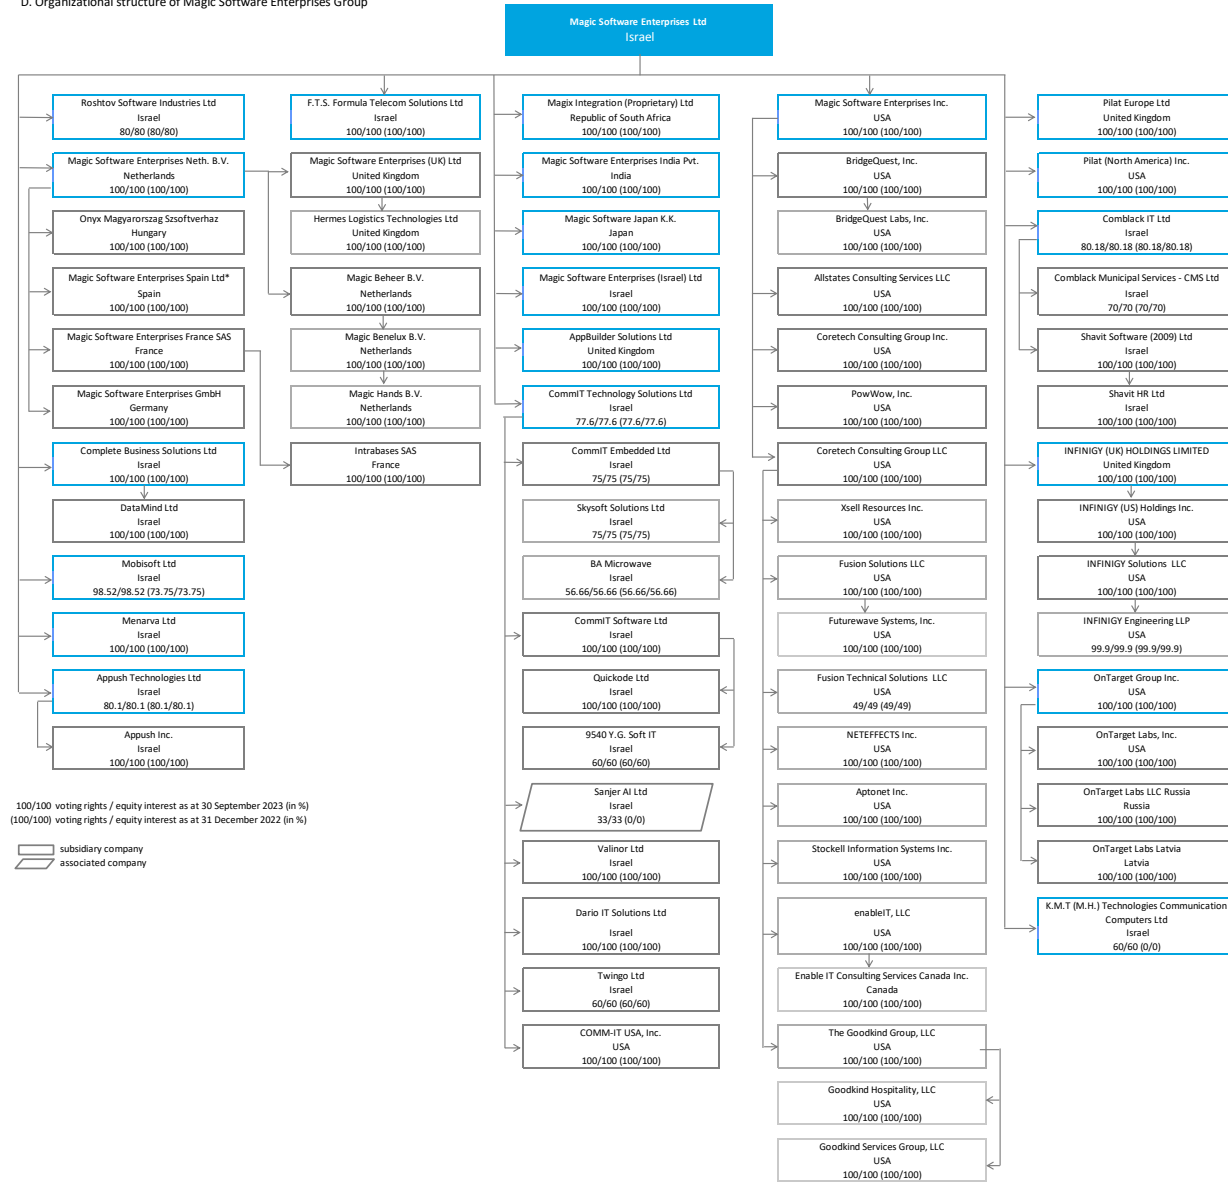 D. Organizational structure of Magic Software Enterprises Group
Magic Software Enterprises Ltd
Israel
Roshtov Software Industries Ltd
Israel
80/80 (80/80)
Magic Software Enterprises Neth. B.V.
Netherlands
100/100 (100/100)
Onyx Magyarorszag Szsoftverhaz
Hungary
100/100 (100/100)
Magic Software Enterprises Spain Ltd*
Spain
100/100 (100/100)
Magic Software Enterprises France SAS
France
100/100 (100/100)
Magic Software Enterprises GmbH
Germany
100/100 (100/100)
Complete Business Solutions Ltd
Israel
100/100 (100/100)
DataMind Ltd
Israel
100/100 (100/100)
Mobisoft Ltd
Israel
98.52/98.52 (73.75/73.75)
Menarva Ltd
Israel
100/100 (100/100)
Appush Technologies Ltd
Israel
80.1/80.1 (80.1/80.1)
Appush Inc.
Israel
100/100 (100/100)
F.T.S. Formula Telecom Solutions Ltd
Israel
100/100 (100/100)
Magic Software Enterprises (UK) Ltd
United Kingdom
100/100 (100/100)
Hermes Logistics Technologies Ltd
United Kingdom
100/100 (100/100)
Magic Beheer B.V.
Netherlands
100/100 (100/100)
Magic Benelux B.V.
Netherlands
100/100 (100/100)
Magic Hands B.V.
Netherlands
100/100 (100/100)
Intrabases SAS
France
100/100 (100/100)
Magix Integration (Proprietary) Ltd
Republic of South Africa
100/100 (100/100)
Magic Software Enterprises India Pvt.
India
100/100 (100/100)
Magic Software Japan K.K.
Japan
100/100 (100/100)
Magic Software Enterprises (Israel) Ltd
Israel
100/100 (100/100)
AppBuilder Solutions Ltd
United Kingdom
100/100 (100/100)
CommIT Technology Solutions Ltd
Israel
77.6/77.6 (77.6/77.6)
CommIT Embedded Ltd
Israel
75/75 (75/75)
Skysoft Solutions Ltd
Israel
75/75 (75/75)
BA Microwave
Israel
56.66/56.66 (56.66/56.66)
CommIT Software Ltd
Israel
100/100 (100/100)
Quickode Ltd
Israel
100/100 (100/100)
9540 Y.G. Soft IT
Israel
60/60 (60/60)
Sanjer AI Ltd
Israel
33/33 (0/0)
Valinor Ltd
Israel
100/100 (100/100)
Dario IT Solutions Ltd
Israel
100/100 (100/100)
Twingo Ltd
Israel
60/60 (60/60)
COMM-IT USA, Inc.
USA
100/100 (100/100)
Magic Software Enterprises Inc.
USA
100/100 (100/100)
BridgeQuest, Inc.
USA
100/100 (100/100)
BridgeQuest Labs, Inc.
USA
100/100 (100/100)
Allstates Consulting Services LLC
USA
100/100 (100/100)
Coretech Consulting Group Inc.
USA
100/100 (100/100)
PowWow, Inc.
USA
100/100 (100/100)
Coretech Consulting Group LLC
USA
100/100 (100/100)
Xsell Resources Inc.
USA
100/100 (100/100)
Fusion Solutions LLC
USA
100/100 (100/100)
Futurewave Systems, Inc.
USA
100/100 (100/100)
Fusion Technical Solutions LLC
USA
49/49 (49/49)
NETEFFECTS Inc.
USA
100/100 (100/100)
Aptonet Inc.
USA
100/100 (100/100)
Stockell Information Systems Inc.
USA
100/100 (100/100)
enableIT, LLC
USA
100/100 (100/100)
Enable IT Consulting Services Canada Inc.
Canada
100/100 (100/100)
The Goodkind Group, LLC
USA
100/100 (100/100)
Goodkind Hospitality, LLC
USA
100/100 (100/100)
Goodkind Services Group, LLC
USA
100/100 (100/100)
Pilat Europe Ltd
United Kingdom
100/100 (100/100)
Pilat (North America) Inc.
USA
100/100 (100/100)
Comblack IT Ltd
Israel
80.18/80.18 (80.18/80.18)
Comblack Municipal Services - CMS Ltd
Israel
70/70 (70/70)
Shavit Software (2009) Ltd
Israel
100/100 (100/100)
Shavit HR Ltd
Israel
100/100 (100/100)
INFINIGY (UK) HOLDINGS LIMITED
United Kingdom
100/100 (100/100)
INFINIGY (US) Holdings Inc.
USA
100/100 (100/100)
INFINIGY Solutions LLC
USA
100/100 (100/100)
INFINIGY Engineering LLP
USA
99.9/99.9 (99.9/99.9)
OnTarget Group Inc.
USA
100/100 (100/100)
OnTarget Labs, Inc.
USA
100/100 (100/100)
OnTarget Labs LLC Russia
Russia
100/100 (100/100)
OnTarget Labs Latvia
Latvia
100/100 (100/100)
K.M.T (M.H.) Technologies Communication
Computers Ltd
Israel
60/60 (0/0)
100/100 voting rights / equity interest as at 30 September 2023 (in %)
(100/100) voting rights / equity interest as at 31 December 2022 (in %)
subsidiary company
associated company